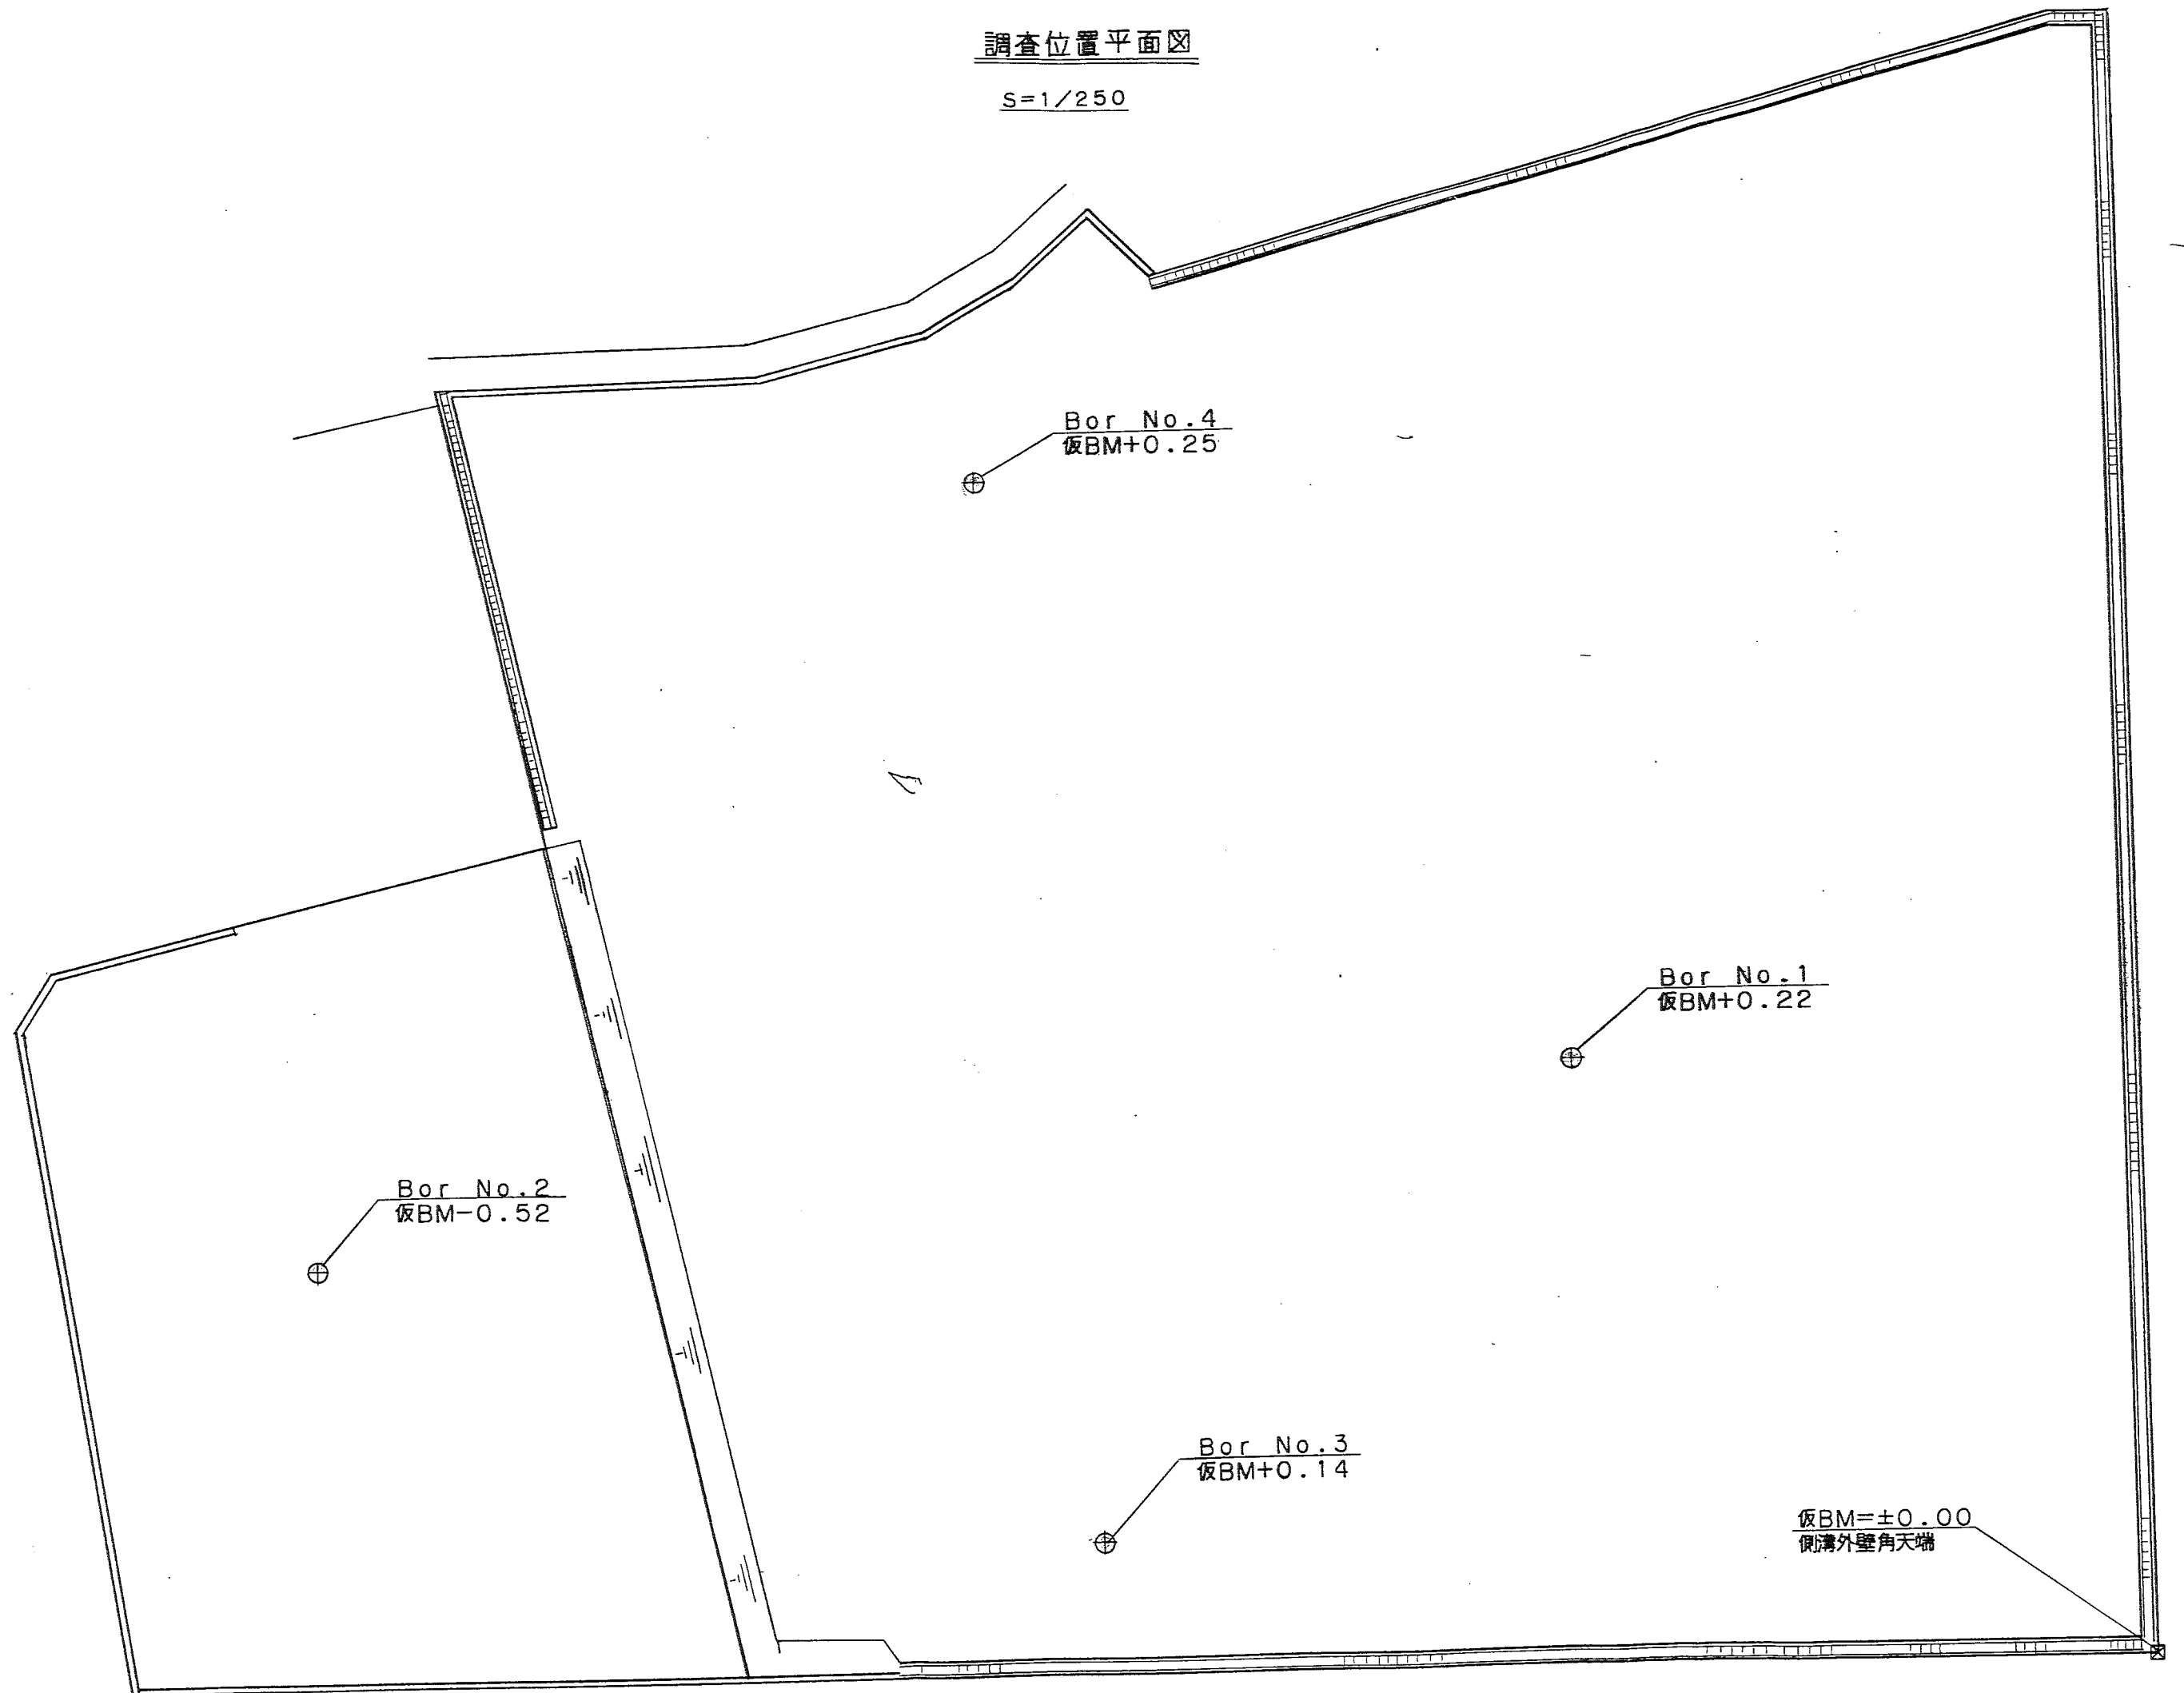 調査位置平面図
S=1/250
Bor No.4
仮BM+0.25
Bor No.1
仮BM+0.22
Bor No.2
仮BM-0.52
Bor No.3
仮BM+0.14
仮BM=±0.00
側溝外壁角天端